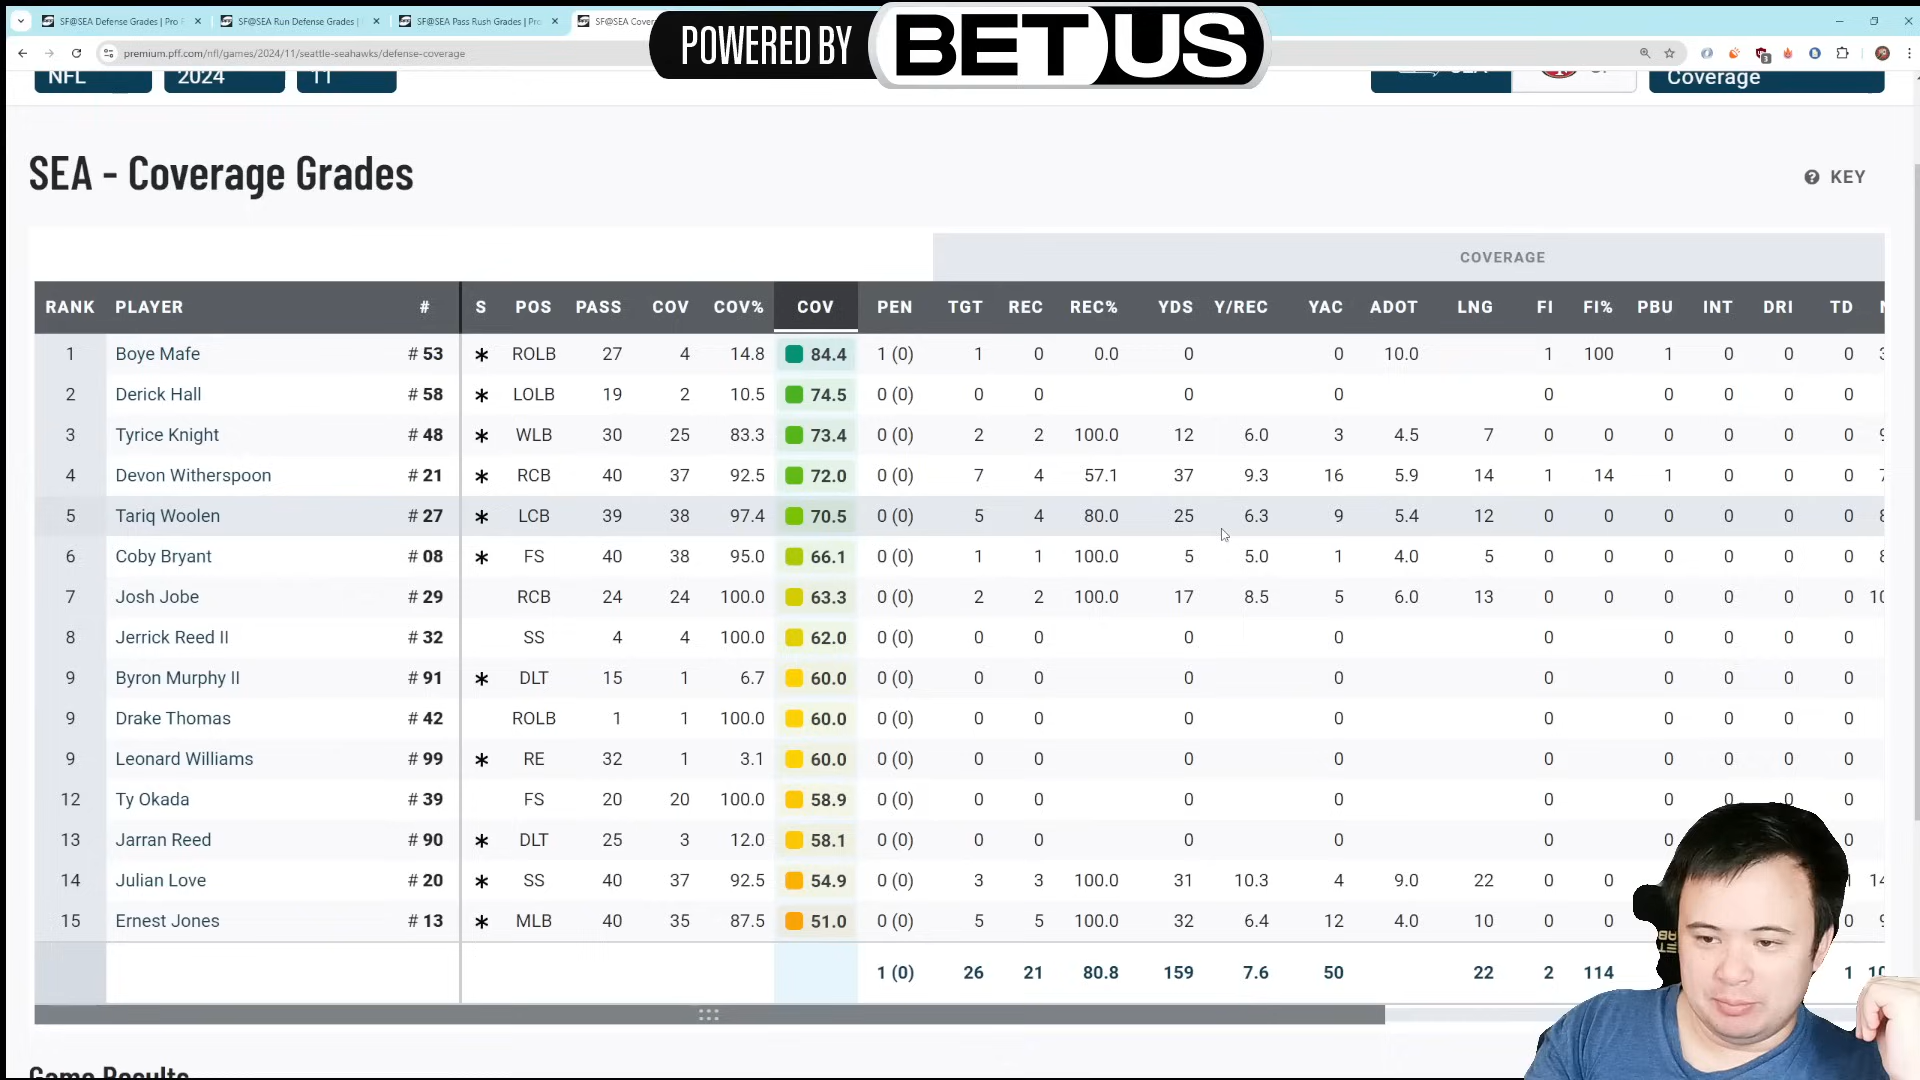 SF@SEA Defense Grades | Pro F
SF@SEA Run Defense Grades |
SF@SEA Pass Rush Grades | Pro
SF@SEA Cover
POWERED BY BETUS
premium.pff.com/nfl/games/2024/11/seattle-seahawks/defense-coverage
NFL 2024 11 Coverage
SEA - Coverage Grades
KEY
COVERAGE
RANK PLAYER # S POS PASS COV COV% COV PEN TGT REC REC% YDS Y/REC YAC ADOT LNG FI FI% PBU INT DRI TD
1 Boye Mafe # 53 * ROLB 27 4 14.8 84.4 1 (0) 1 0 0.0 0 0 10.0 1 100 1 0 0 0
2 Derick Hall # 58 * LOLB 19 2 10.5 74.5 0 (0) 0 0 0 0 0 0 0 0 0
3 Tyrice Knight # 48 * WLB 30 25 83.3 73.4 0 (0) 2 2 100.0 12 6.0 3 4.5 7 0 0 0 0 0 0
4 Devon Witherspoon # 21 * RCB 40 37 92.5 72.0 0 (0) 7 4 57.1 37 9.3 16 5.9 14 1 14 1 0 0 0
5 Tariq Woolen # 27 * LCB 39 38 97.4 70.5 0 (0) 5 4 80.0 25 6.3 9 5.4 12 0 0 0 0 0 0
6 Coby Bryant # 08 * FS 40 38 95.0 66.1 0 (0) 1 1 100.0 5 5.0 1 4.0 5 0 0 0 0 0 0
7 Josh Jobe # 29 RCB 24 24 100.0 63.3 0 (0) 2 2 100.0 17 8.5 5 6.0 13 0 0 0 0 0 0 10
8 Jerrick Reed II # 32 SS 4 4 100.0 62.0 0 (0) 0 0 0 0 0 0 0 0 0
9 Byron Murphy II # 91 * DLT 15 1 6.7 60.0 0 (0) 0 0 0 0 0 0 0 0 0
9 Drake Thomas # 42 ROLB 1 1 100.0 60.0 0 (0) 0 0 0 0 0 0 0 0 0
9 Leonard Williams # 99 * RE 32 1 3.1 60.0 0 (0) 0 0 0 0 0 0 0 0 0
12 Ty Okada # 39 FS 20 20 100.0 58.9 0 (0) 0 0 0 0 0 0 0 0 0
13 Jarran Reed # 90 * DLT 25 3 12.0 58.1 0 (0) 0 0 0 0 0 0 0
14 Julian Love # 20 * SS 40 37 92.5 54.9 0 (0) 3 3 100.0 31 10.3 4 9.0 22 0 0 1 14
15 Ernest Jones # 13 * MLB 40 35 87.5 51.0 0 (0) 5 5 100.0 32 6.4 12 4.0 10 0 0 0
1 (0) 26 21 80.8 159 7.6 50 22 2 114 1 10
Game Results